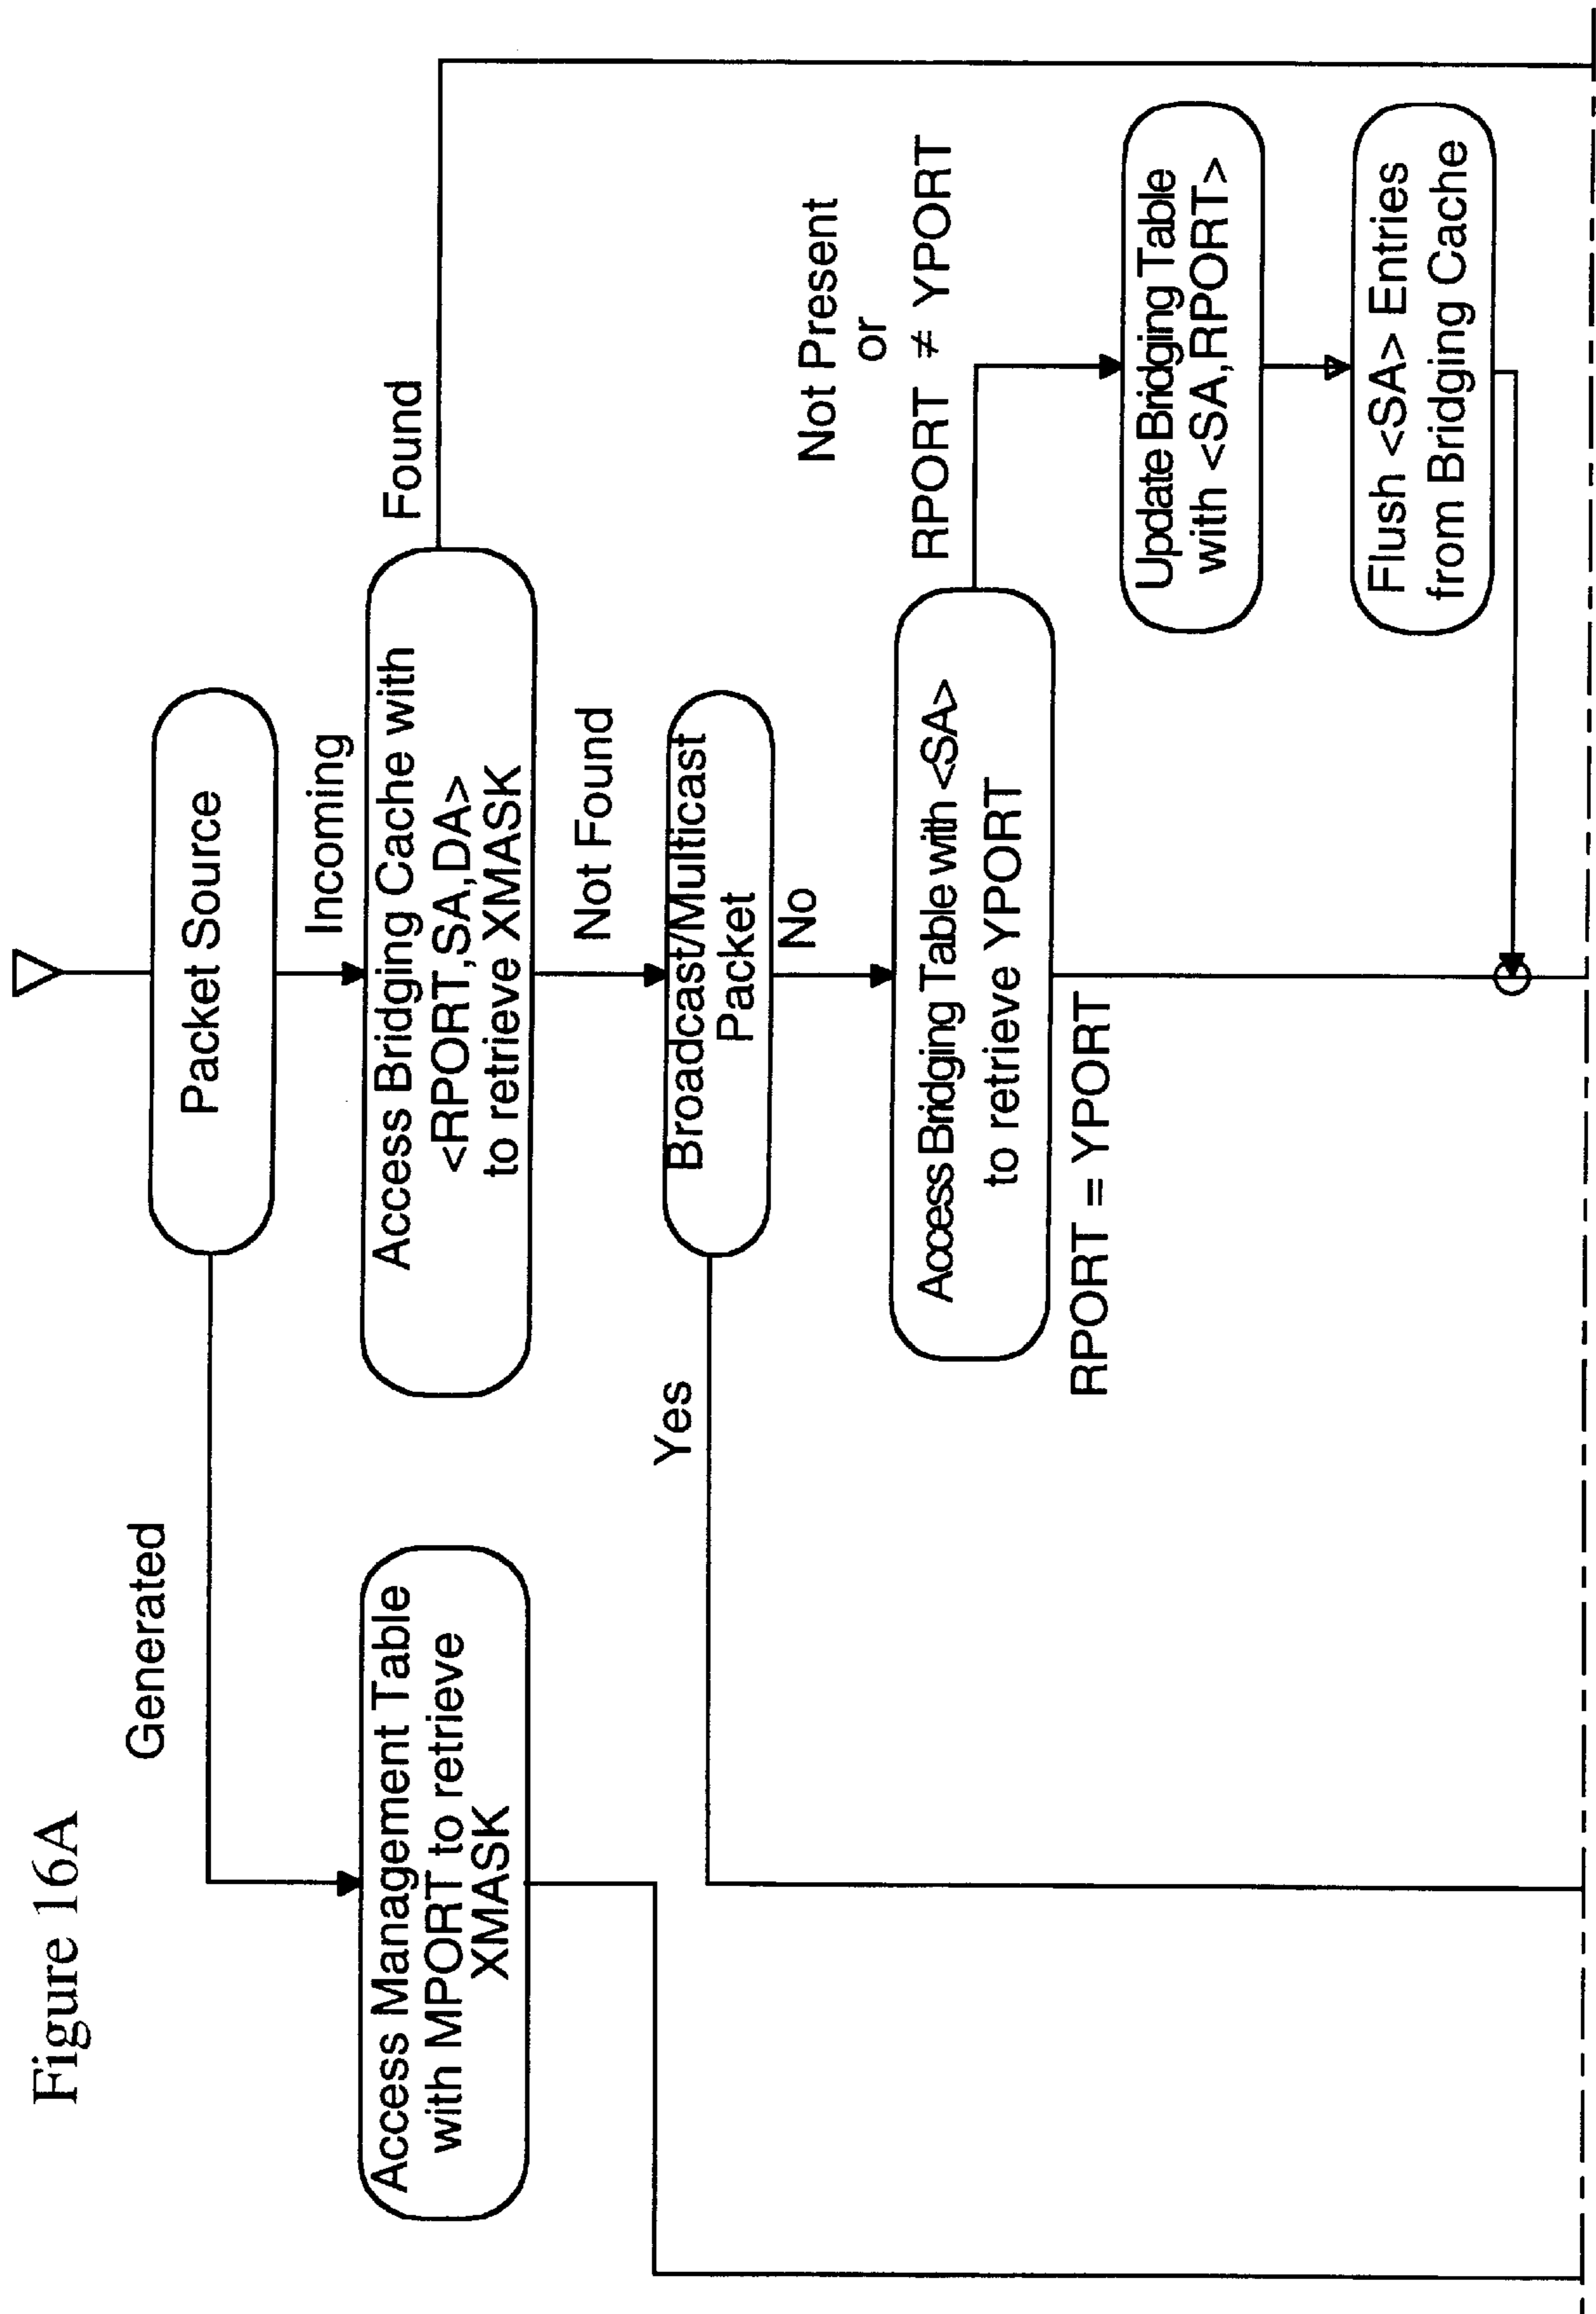 Figure 16A
Packet Source
Generated
Incoming
Access Management Table
with MPORT to retrieve
XMASK
Access Bridging Cache with
<RPORT,SA,DA>
to retrieve XMASK
Found
Not Found
Broadcast/Multicast
Packet
Yes
No
Access Bridging Table with <SA>
to retrieve YPORT
Not Present
or
RPORT ≠ YPORT
RPORT = YPORT
Update Bridging Table
with <SA,RPORT>
Flush <SA> Entries
from Bridging Cache